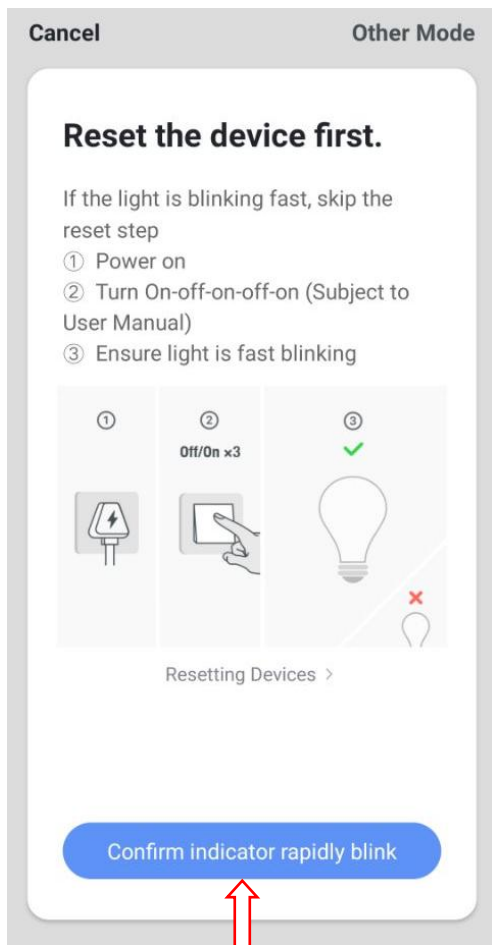 Cancel
Other Mode
Reset the device first.
If the light is blinking fast, skip the
reset step
① Power on
② Turn On-off-on-off-on (Subject to
User Manual)
③ Ensure light is fast blinking
①
②
③
Off/On ×3
Resetting Devices >
Confirm indicator rapidly blink